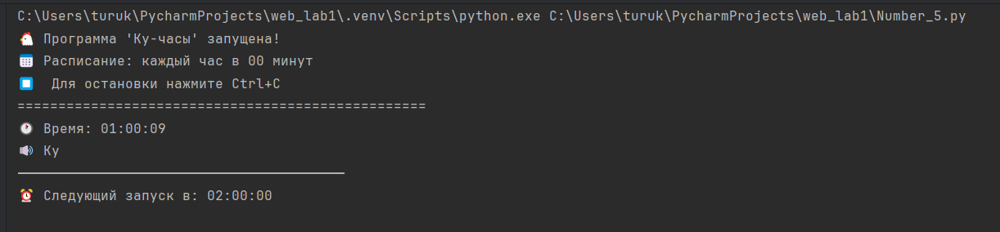 C:\Users\turuk\PycharmProjects\web_lab1\.venv\Scripts\python.exe C:\Users\turuk\PycharmProjects\web_lab1\Number_5.py
🐔 Программа 'Ку-часы' запущена!
📅 Расписание: каждый час в 00 минут
⏹️  Для остановки нажмите Ctrl+C
==================================================
🕐 Время: 01:00:09
🔊 Ку
────────────────────────────────────────
⏰ Следующий запуск в: 02:00:00